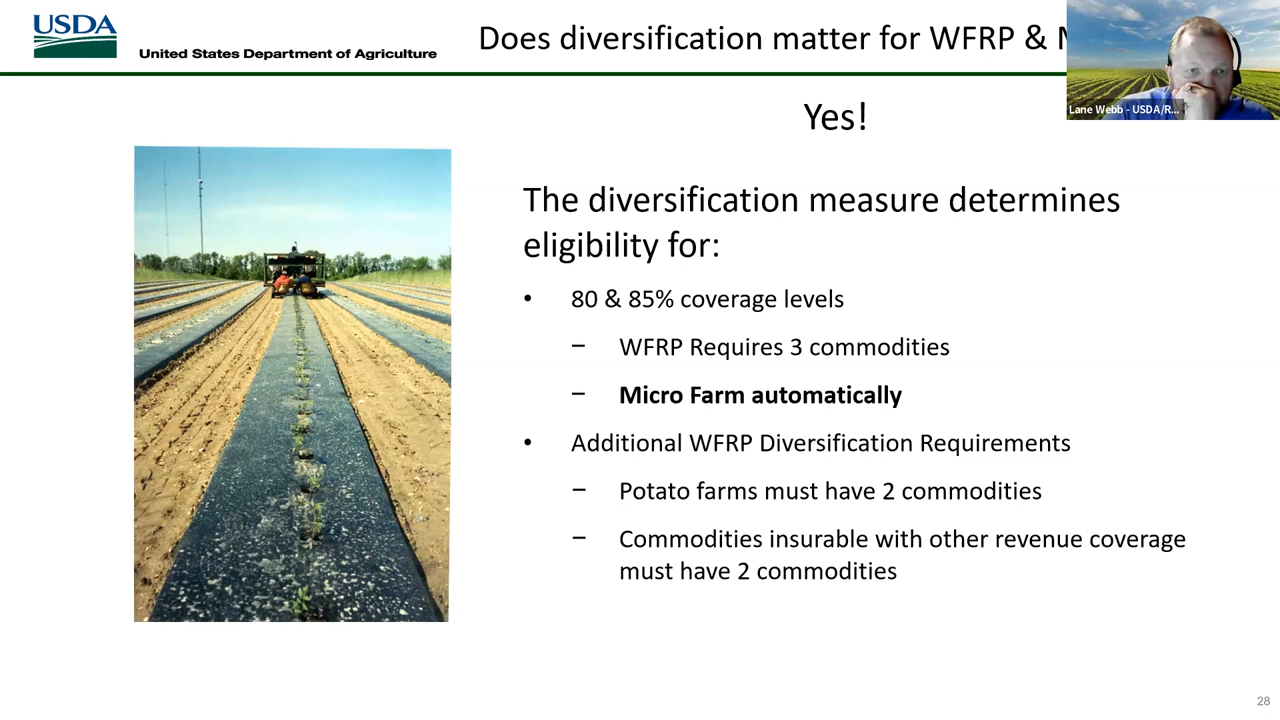 USDA
United States Department of Agriculture
Does diversification matter for WFRP &
Lane Webb - USDA/R...
Yes!
The diversification measure determines
eligibility for:
• 80 & 85% coverage levels
− WFRP Requires 3 commodities
− Micro Farm automatically
• Additional WFRP Diversification Requirements
− Potato farms must have 2 commodities
− Commodities insurable with other revenue coverage
must have 2 commodities
28